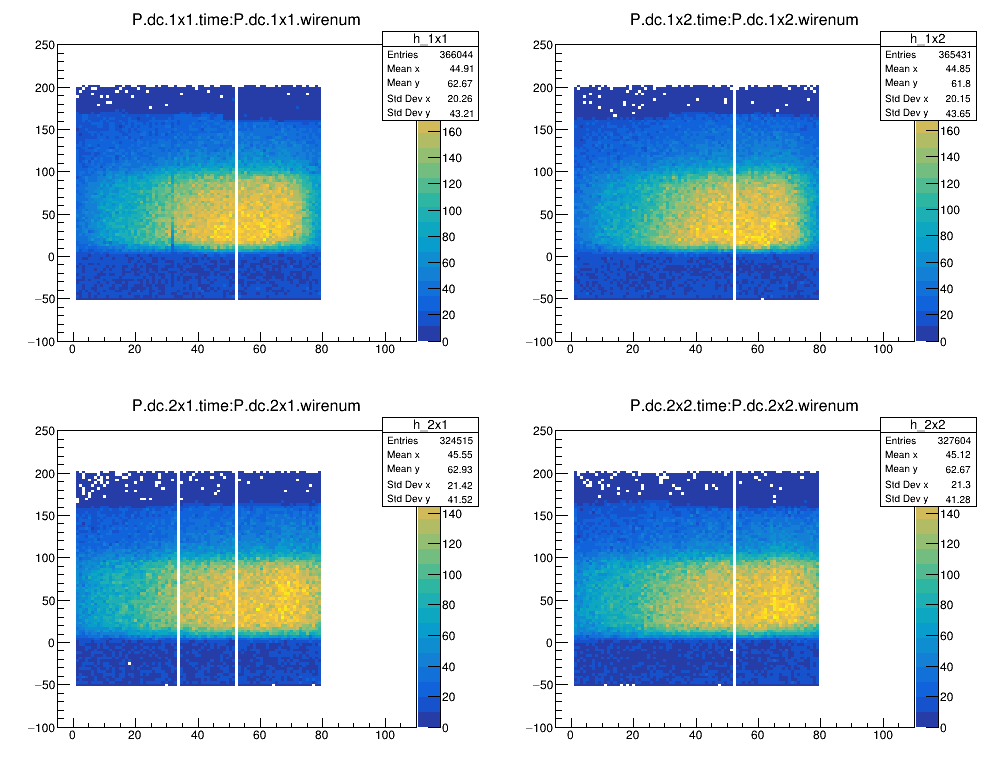 P.dc.1x1.time:P.dc.1x1.wirenum
h_1x1
Entries 366044
Mean x 44.91
Mean y 62.67
Std Dev x 20.26
Std Dev y 43.21
250
200
150
100
50
0
−50
−100
0 20 40 60 80 100
160
140
120
100
80
60
40
20
0
P.dc.1x2.time:P.dc.1x2.wirenum
h_1x2
Entries 365431
Mean x 44.85
Mean y 61.8
Std Dev x 20.15
Std Dev y 43.65
250
200
150
100
50
0
−50
−100
0 20 40 60 80 100
160
140
120
100
80
60
40
20
0
P.dc.2x1.time:P.dc.2x1.wirenum
h_2x1
Entries 324515
Mean x 45.55
Mean y 62.93
Std Dev x 21.42
Std Dev y 41.52
250
200
150
100
50
0
−50
−100
0 20 40 60 80 100
140
120
100
80
60
40
20
0
P.dc.2x2.time:P.dc.2x2.wirenum
h_2x2
Entries 327604
Mean x 45.12
Mean y 62.67
Std Dev x 21.3
Std Dev y 41.28
250
200
150
100
50
0
−50
−100
0 20 40 60 80 100
140
120
100
80
60
40
20
0